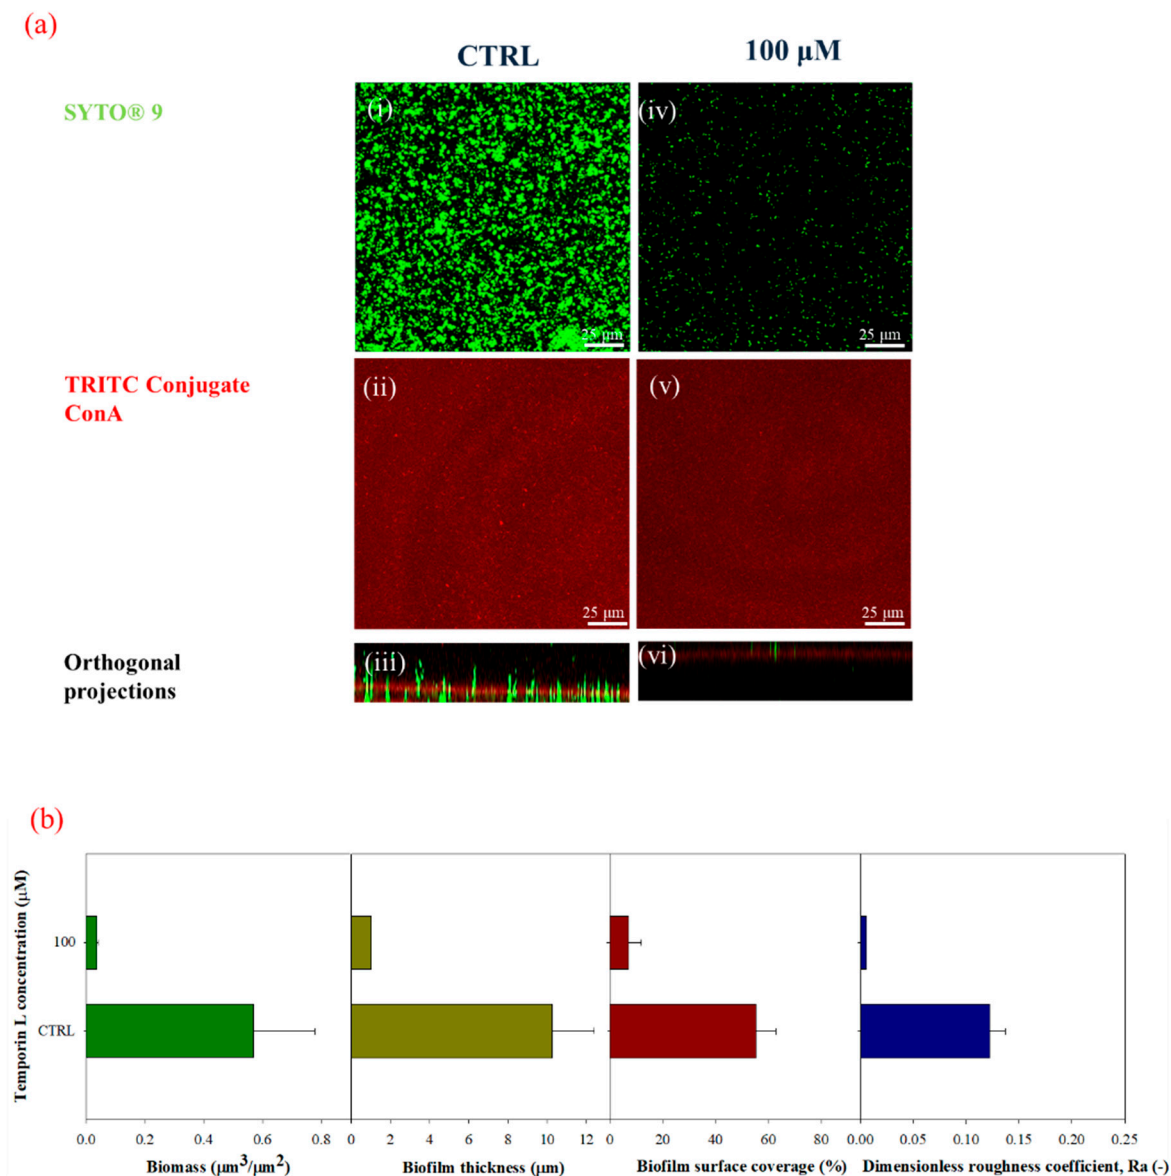 (a)
CTRL
100 μM
SYTO® 9
(i)
(iv)
25 μm
25 μm
TRITC Conjugate
ConA
(ii)
(v)
25 μm
25 μm
Orthogonal
projections
(iii)
(vi)
(b)
Temporin L concentration (μM)
100
CTRL
0.0 0.2 0.4 0.6 0.8 0 2 4 6 8 10 12 0 20 40 60 80 0.00 0.05 0.10 0.15 0.20 0.25
Biomass (μm³/μm²) Biofilm thickness (μm) Biofilm surface coverage (%) Dimensionless roughness coefficient, Ra (-)